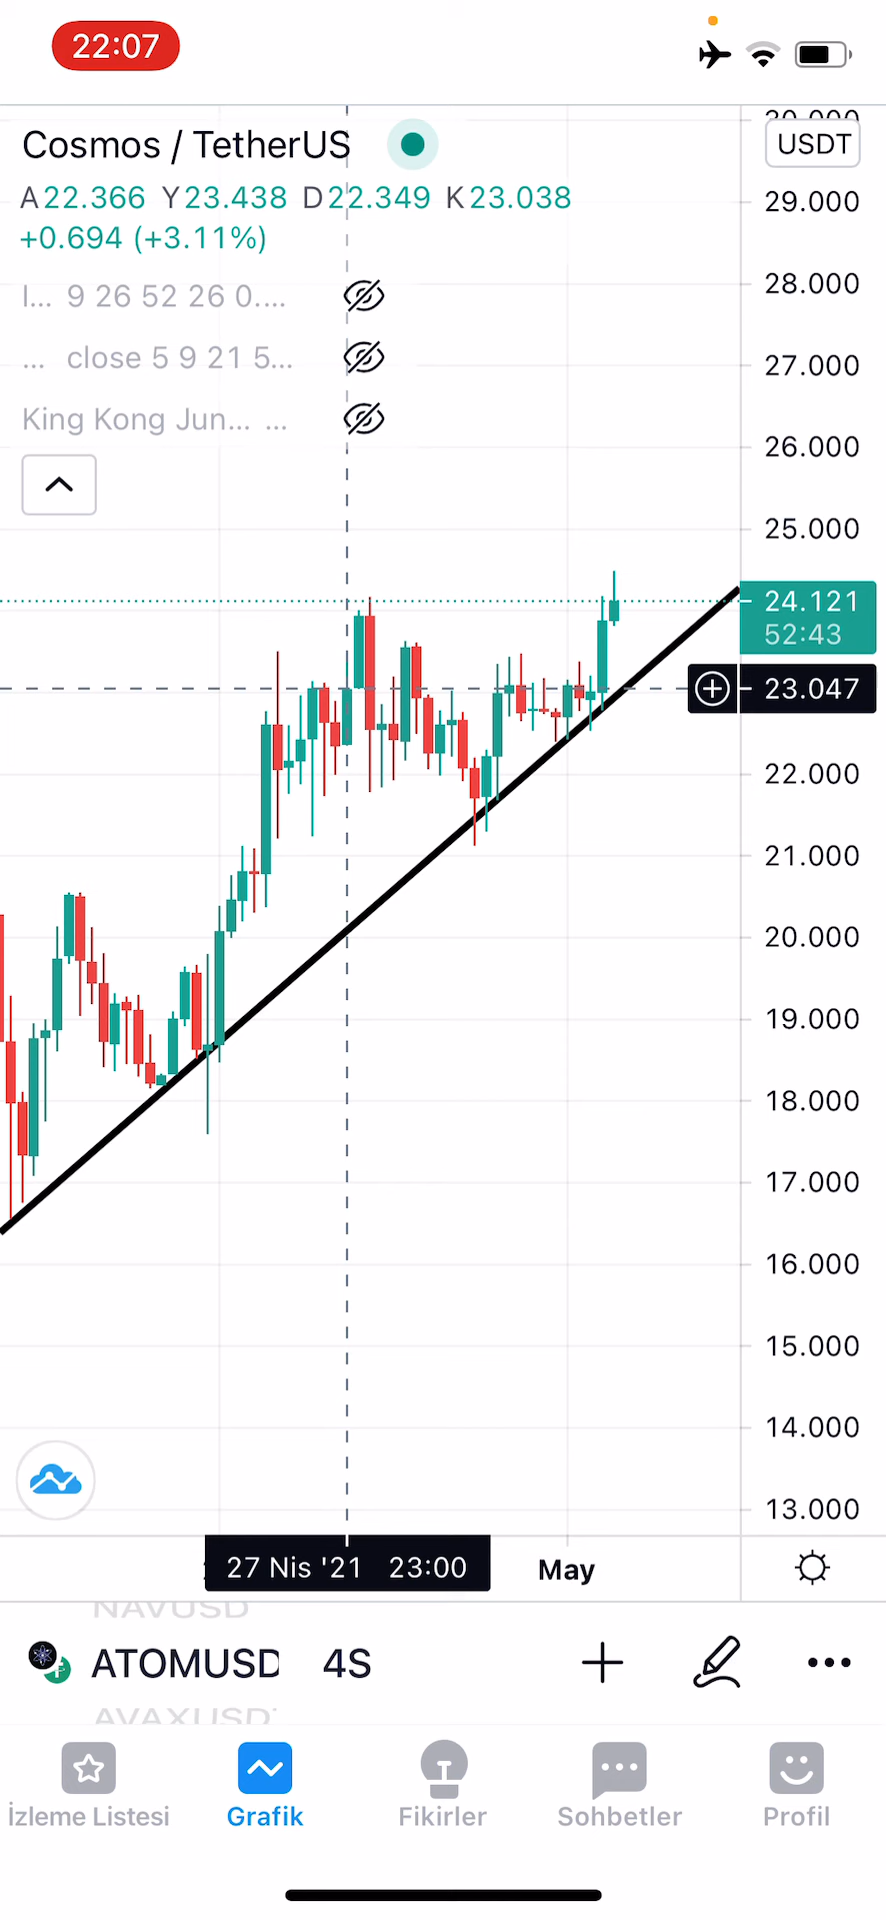 22:07
Cosmos / TetherUS
USDT
A22.366 Y23.438 D22.349 K23.038
+0.694 (+3.11%)
I... 9 26 52 26 0....
... close 5 9 21 5...
King Kong Jun... ...
30.000
29.000
28.000
27.000
26.000
25.000
24.121
52:43
23.047
22.000
21.000
20.000
19.000
18.000
17.000
16.000
15.000
14.000
13.000
27 Nis '21 23:00
May
NAVUSD
ATOMUSD 4S
AVAXUSD
İzleme Listesi
Grafik
Fikirler
Sohbetler
Profil